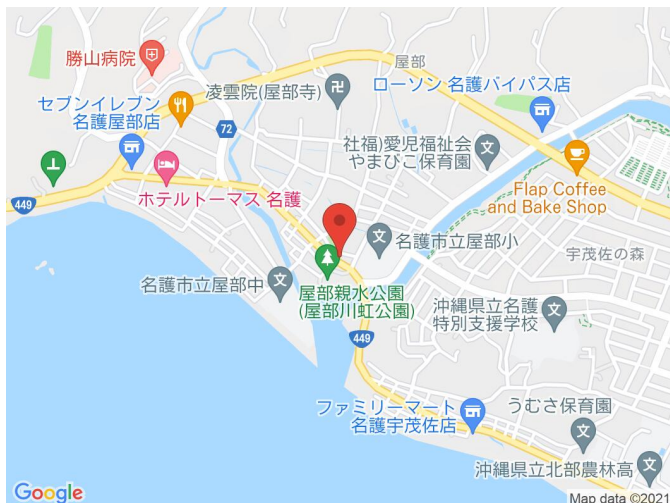 勝山病院
屋部
凌雲院(屋部寺)
ローソン 名護バイパス店
セブンイレブン
名護屋部店
72
社福)愛児福祉会
やまびこ保育園
ホテルトーマス 名護
Flap Coffee
and Bake Shop
449
名護市立屋部小
宇茂佐の森
名護市立屋部中
屋部親水公園
(屋部川虹公園)
沖縄県立名護
特別支援学校
449
ファミリーマート
名護宇茂佐店
うむさ保育園
沖縄県立北部農林高
Google
Map data ©2021